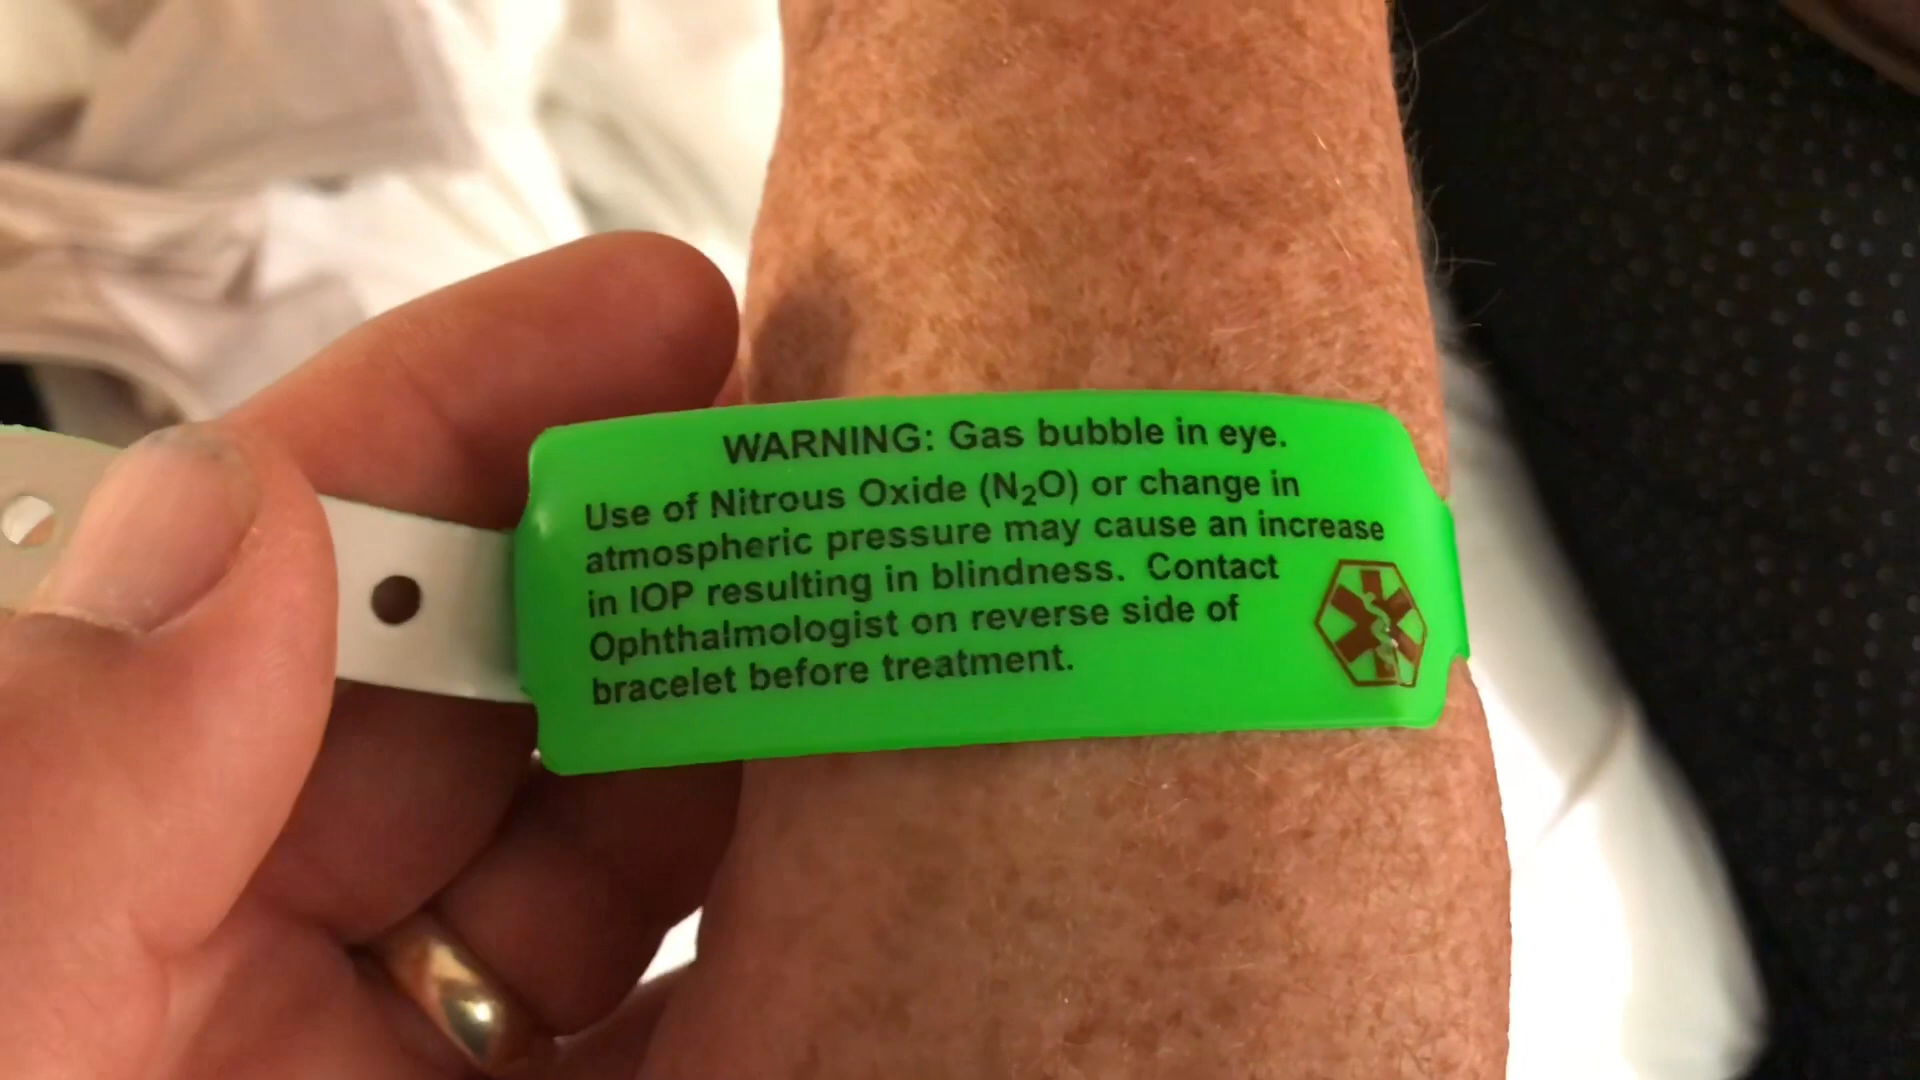 WARNING: Gas bubble in eye.
Use of Nitrous Oxide (N₂O) or change in
atmospheric pressure may cause an increase
in IOP resulting in blindness. Contact
Ophthalmologist on reverse side of
bracelet before treatment.